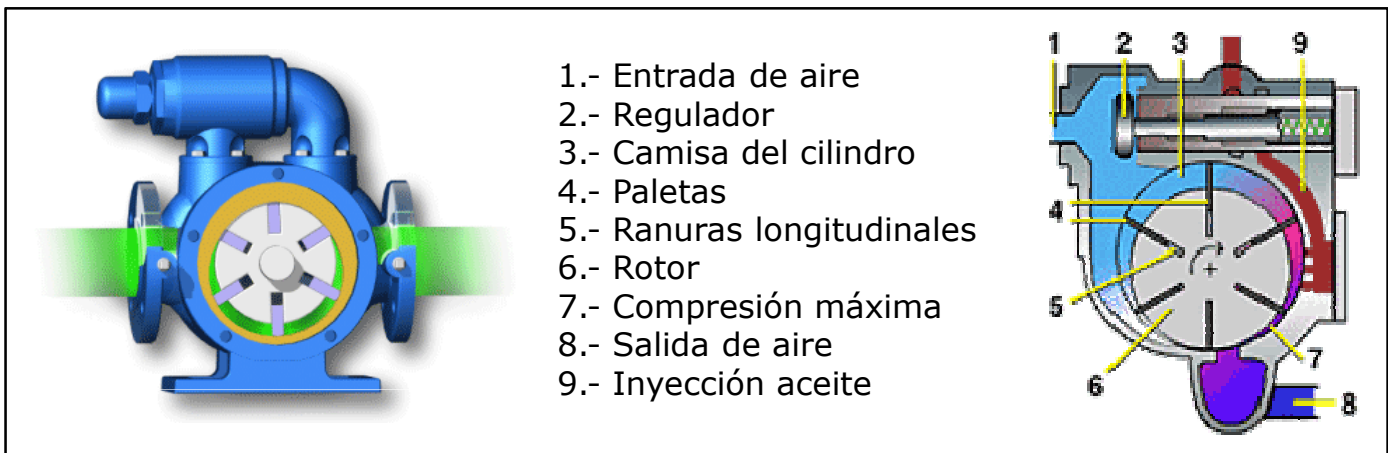 1.- Entrada de aire
2.- Regulador
3.- Camisa del cilindro
4.- Paletas
5.- Ranuras longitudinales
6.- Rotor
7.- Compresión máxima
8.- Salida de aire
9.- Inyección aceite
1 2 3 9
4
5
6
7
8